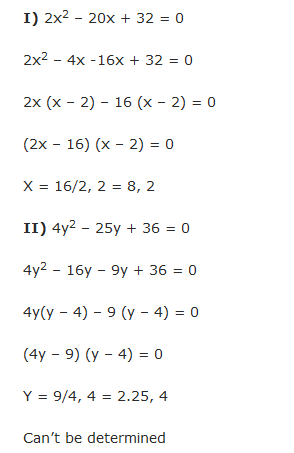 I) 2x² – 20x + 32 = 0
2x² – 4x -16x + 32 = 0
2x (x – 2) – 16 (x – 2) = 0
(2x – 16) (x – 2) = 0
X = 16/2, 2 = 8, 2
II) 4y² – 25y + 36 = 0
4y² – 16y – 9y + 36 = 0
4y(y – 4) – 9 (y – 4) = 0
(4y – 9) (y – 4) = 0
Y = 9/4, 4 = 2.25, 4
Can’t be determined